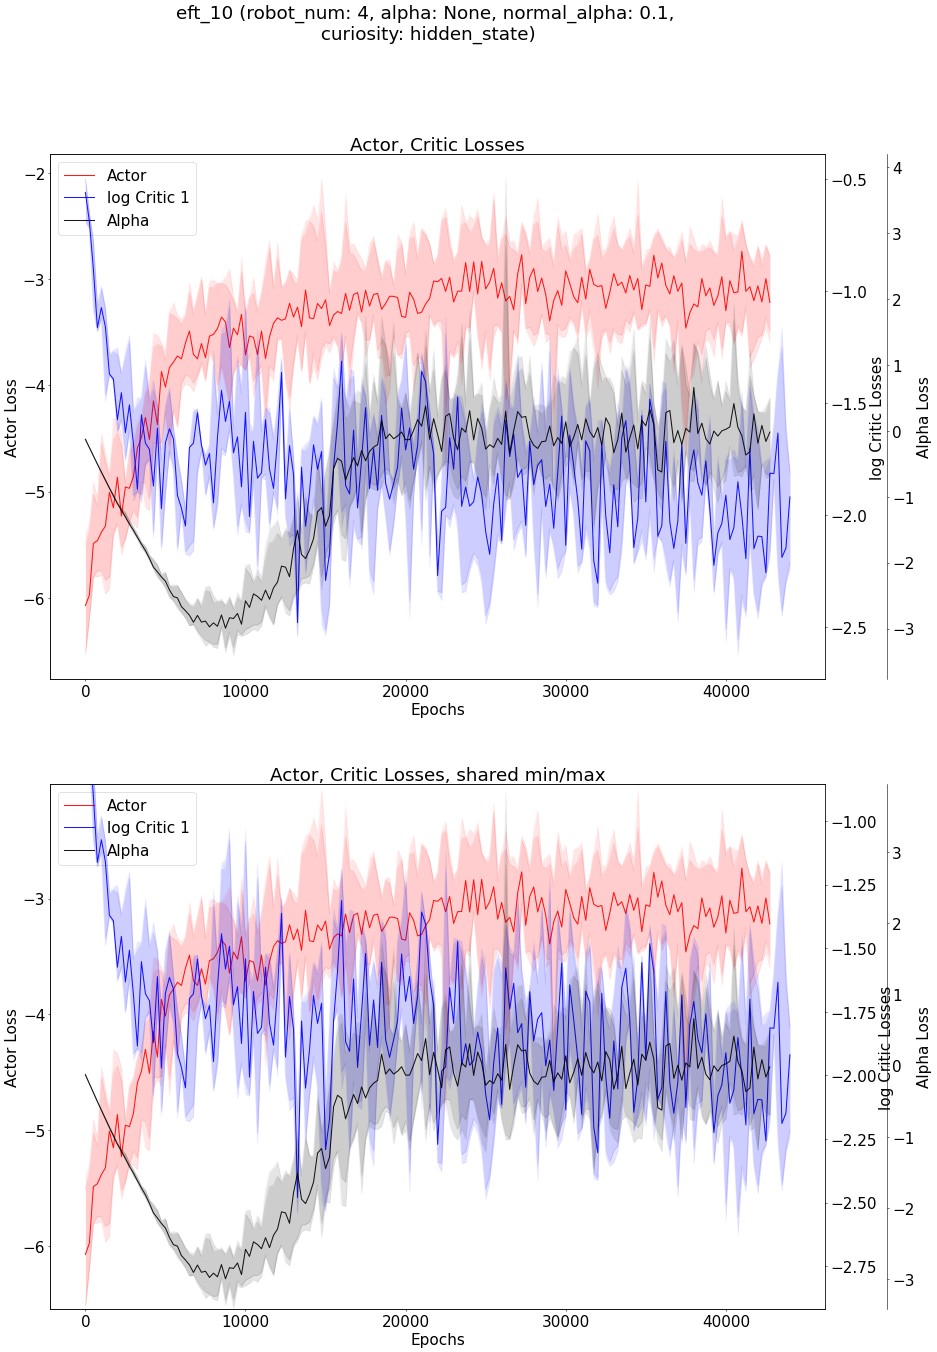 eft_10 (robot_num: 4, alpha: None, normal_alpha: 0.1,
curiosity: hidden_state)
Actor, Critic Losses
Actor
log Critic 1
Alpha
−2
−3
−4
−5
−6
Actor Loss
−0.5
−1.0
−1.5
−2.0
−2.5
log Critic Losses
4
3
2
1
0
−1
−2
−3
Alpha Loss
0
10000
20000
30000
40000
Epochs
Actor, Critic Losses, shared min/max
Actor
log Critic 1
Alpha
−3
−4
−5
−6
Actor Loss
−1.00
−1.25
−1.50
−1.75
−2.00
−2.25
−2.50
−2.75
log Critic Losses
3
2
1
0
−1
−2
−3
Alpha Loss
0
10000
20000
30000
40000
Epochs